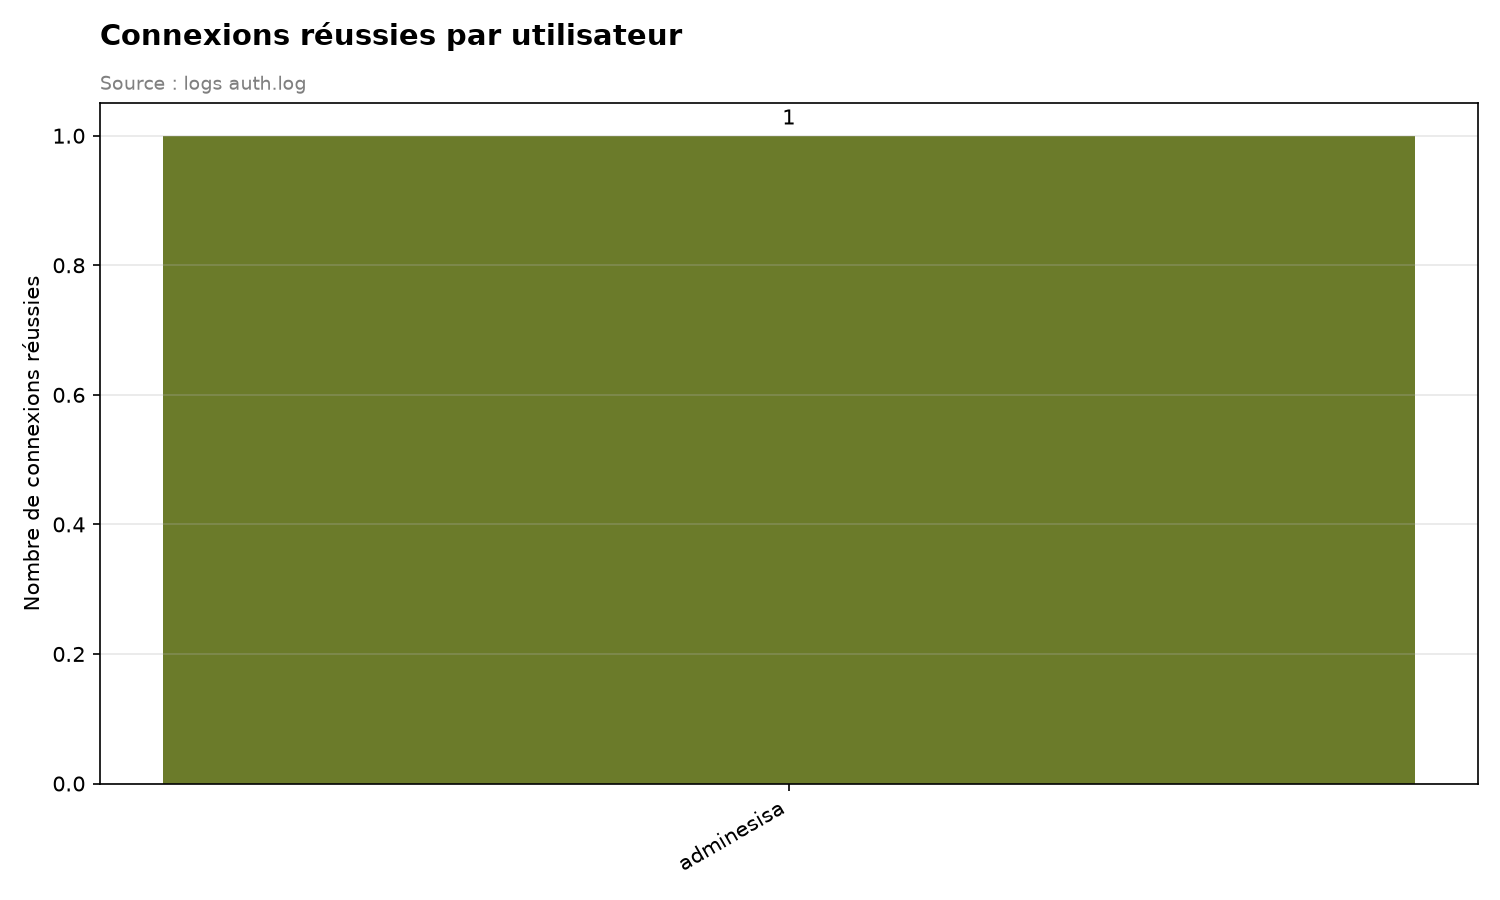 Connexions réussies par utilisateur
Source : logs auth.log
1
1.0
0.8
0.6
0.4
0.2
0.0
Nombre de connexions réussies
adminesisa